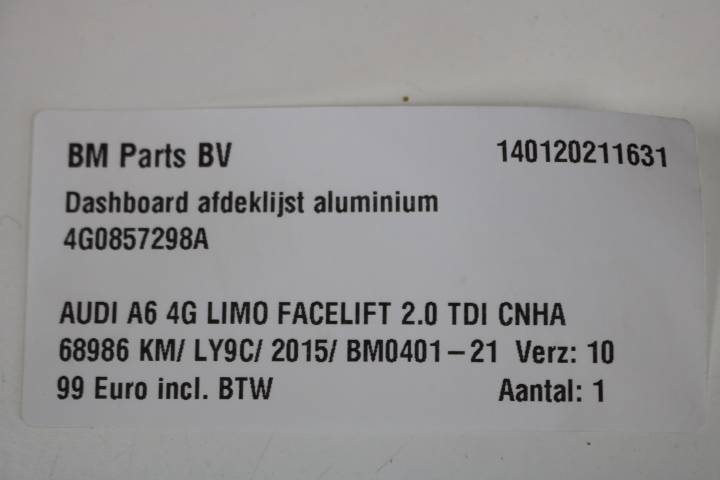 BM Parts BV 140120211631
Dashboard afdeklijst aluminium
4G0857298A
AUDI A6 4G LIMO FACELIFT 2.0 TDI CNHA
68986 KM/ LY9C/ 2015/ BM0401-21 Verz: 10
99 Euro incl. BTW Aantal: 1